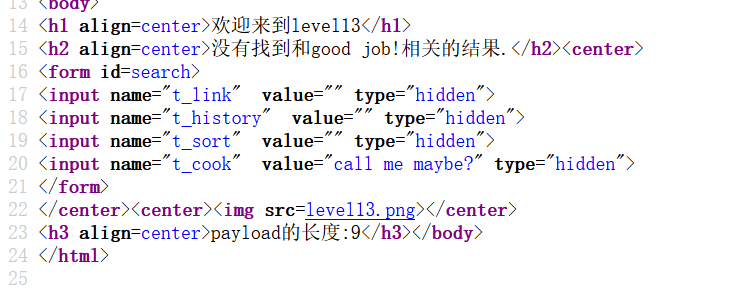 13 <body>
14 <h1 align=center>欢迎来到level13</h1>
15 <h2 align=center>没有找到和good job!相关的结果.</h2><center>
16 <form id=search>
17 <input name="t_link"  value="" type="hidden">
18 <input name="t_history"  value="" type="hidden">
19 <input name="t_sort"  value="" type="hidden">
20 <input name="t_cook"  value="call me maybe?" type="hidden">
21 </form>
22 </center><center><img src=level13.png></center>
23 <h3 align=center>payload的长度:9</h3></body>
24 </html>
25